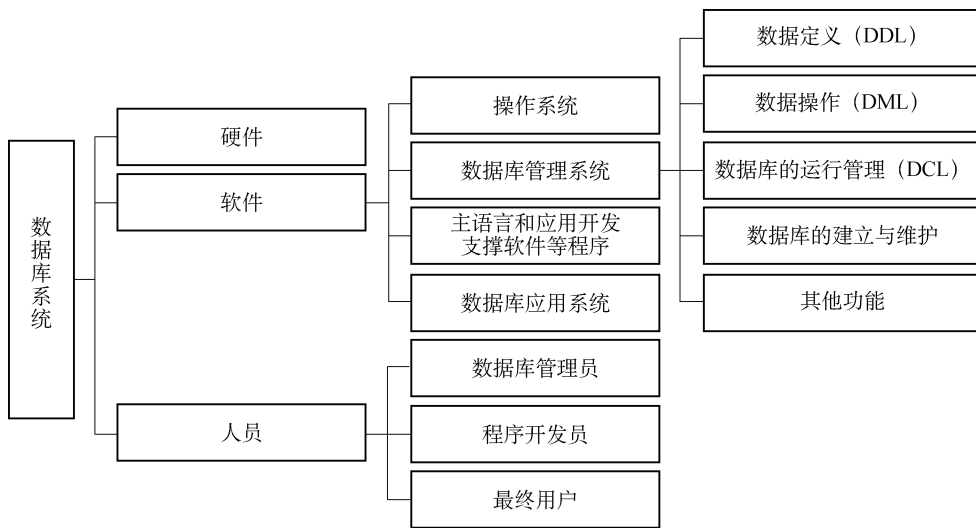 数据库系统
硬件
软件
人员
操作系统
数据库管理系统
主语言和应用开发
支撑软件等程序
数据库应用系统
数据库管理员
程序开发员
最终用户
数据定义（DDL）
数据操作（DML）
数据库的运行管理（DCL）
数据库的建立与维护
其他功能